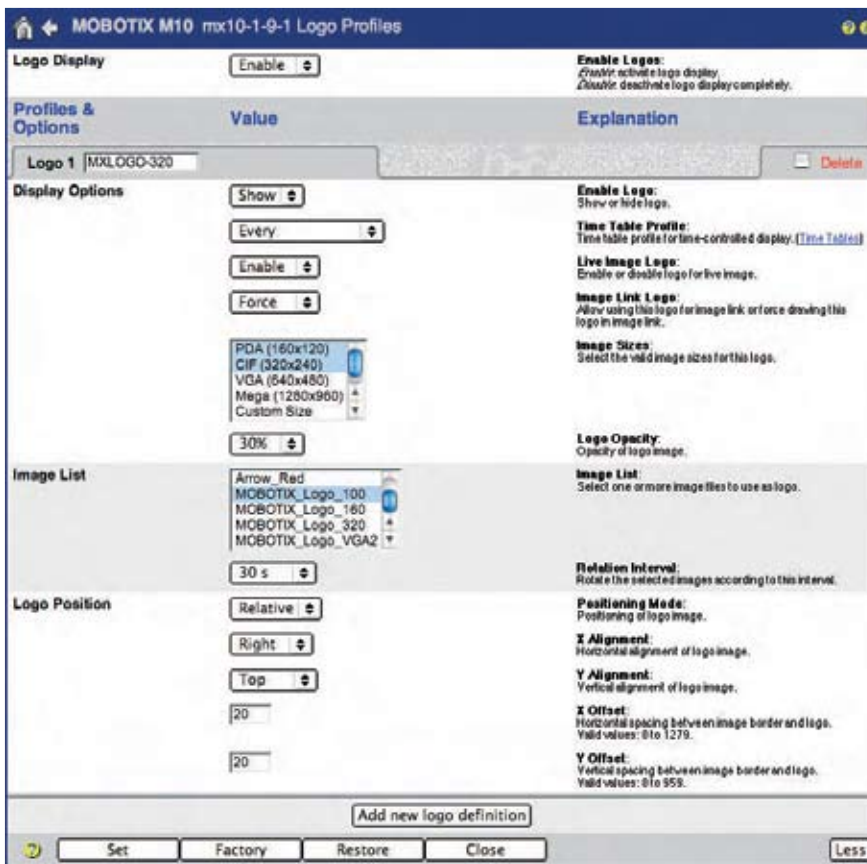 MOBOTIX M10 mx10-1-9-1 Logo Profiles
Logo Display
Enable
Enable Logos:
Enable: activate logo display.
Disable: deactivate logo display completely.
Profiles & Options
Value
Explanation
Logo 1 MXLOGO-320
Delete
Display Options
Show
Enable Logo:
Show or hide logo.
Every
Time Table Profile:
Time table profile for time-controlled display. (Time Tables)
Enable
Live Image Logo:
Enable or disable logo for live image.
Force
Image Link Logo:
Allow using this logo for image link or force drawing this
logo in image link.
PDA (160x120)
CIF (320x240)
VGA (640x480)
Mega (1280x960)
Custom Size
Image Sizes:
Select the valid image sizes for this logo.
30%
Logo Opacity:
Opacity of logo image.
Image List
Arrow_Red
MOBOTIX_Logo_100
MOBOTIX_Logo_160
MOBOTIX_Logo_320
MOBOTIX_Logo_VGA2
Image List:
Select one or more image files to use as logo.
30 s
Rotation Interval:
Rotate the selected images according to this interval.
Logo Position
Relative
Positioning Mode:
Positioning of logo image.
Right
X Alignment:
Horizontal alignment of logo image.
Top
Y Alignment:
Vertical alignment of logo image.
20
X Offset:
Horizontal spacing between image border and logo.
Valid values: 0 to 1279.
20
Y Offset:
Vertical spacing between image border and logo.
Valid values: 0 to 959.
Add new logo definition
Set
Factory
Restore
Close
Less